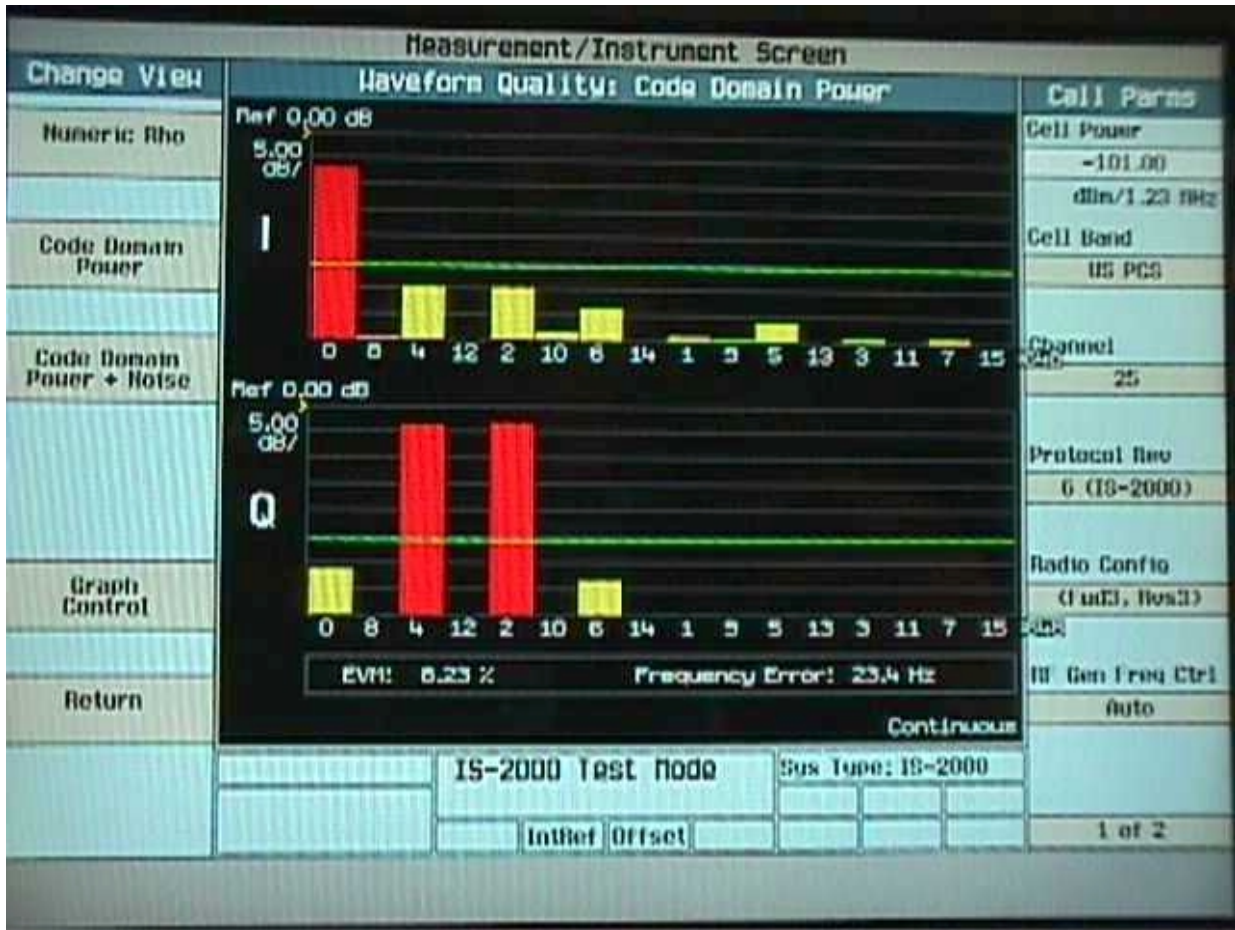 Measurement/Instrument Screen
Change View
Numeric Rho
Code Domain
Power
Code Domain
Power + Noise
Graph
Control
Return
Waveform Quality: Code Domain Power
Ref 0.00 dB
5.00
dB/
I
0 8 4 12 2 10 6 14 1 9 5 13 3 11 7 15
Ref 0.00 dB
5.00
dB/
Q
0 8 4 12 2 10 6 14 1 9 5 13 3 11 7 15
EVM: 6.23 % Frequency Error: 23.4 Hz
Continuous
IS-2000 Test Mode
Sys Type: IS-2000
IntRef Offset
Call Parms
Cell Power
-101.00
dBm/1.23 MHz
Cell Band
US PCS
Channel
25
Protocol Rev
6 (IS-2000)
Radio Config
(Fwd3, Rvs3)
RF Gen Freq Ctrl
Auto
1 of 2